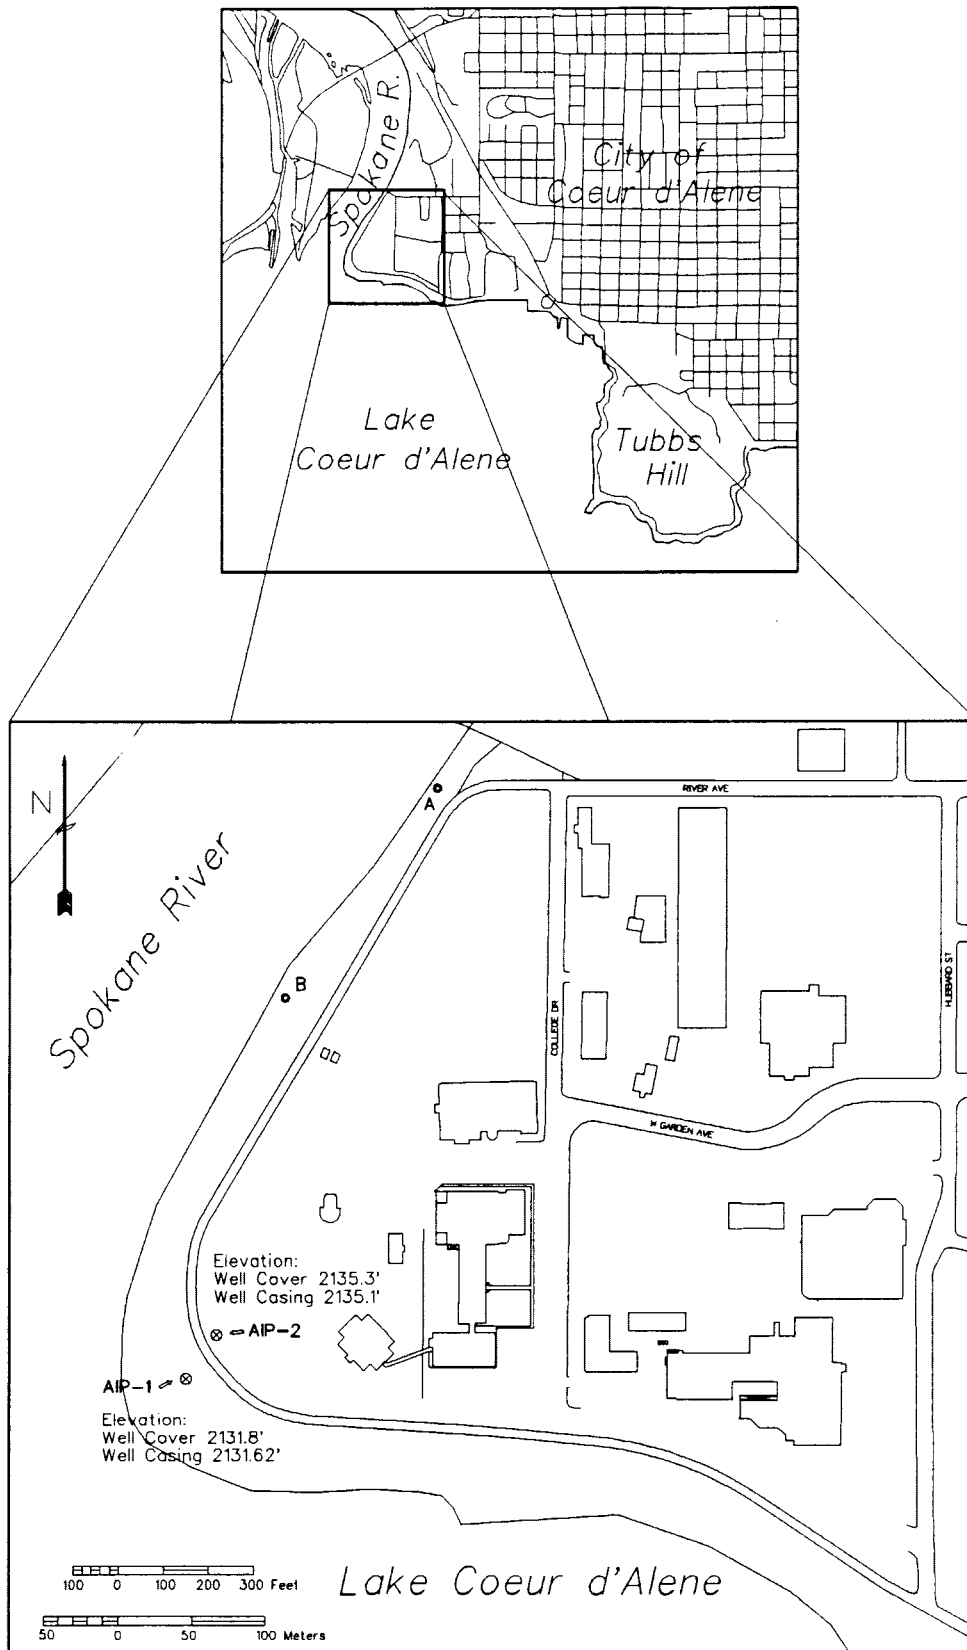 Spokane R.
City of
Coeur d'Alene
Lake
Coeur d'Alene
Tubbs
Hill
N
A
RIVER AVE
Spokane River
B
COLLEGE DR
HUBBARD ST
W GARDEN AVE
Elevation:
Well Cover 2135.3'
Well Casing 2135.1'
AIP-2
AIP-1
Elevation:
Well Cover 2131.8'
Well Casing 2131.62'
100 0 100 200 300 Feet
Lake Coeur d'Alene
50 0 50 100 Meters